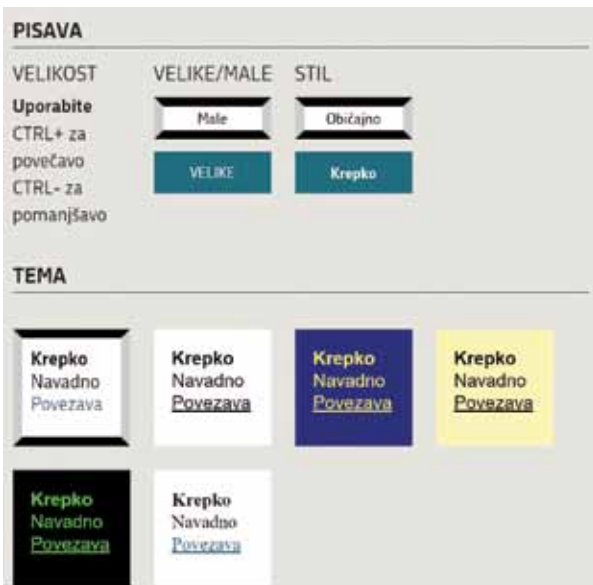 PISAVA
VELIKOST
Uporabite
CTRL+ za
povečavo
CTRL- za
pomanjšavo
VELIKE/MALE
Male
VELIKE
STIL
Običajno
Krepko
TEMA
Krepko
Navadno
Povezava
Krepko
Navadno
Povezava
Krepko
Navadno
Povezava
Krepko
Navadno
Povezava
Krepko
Navadno
Povezava
Krepko
Navadno
Povezava